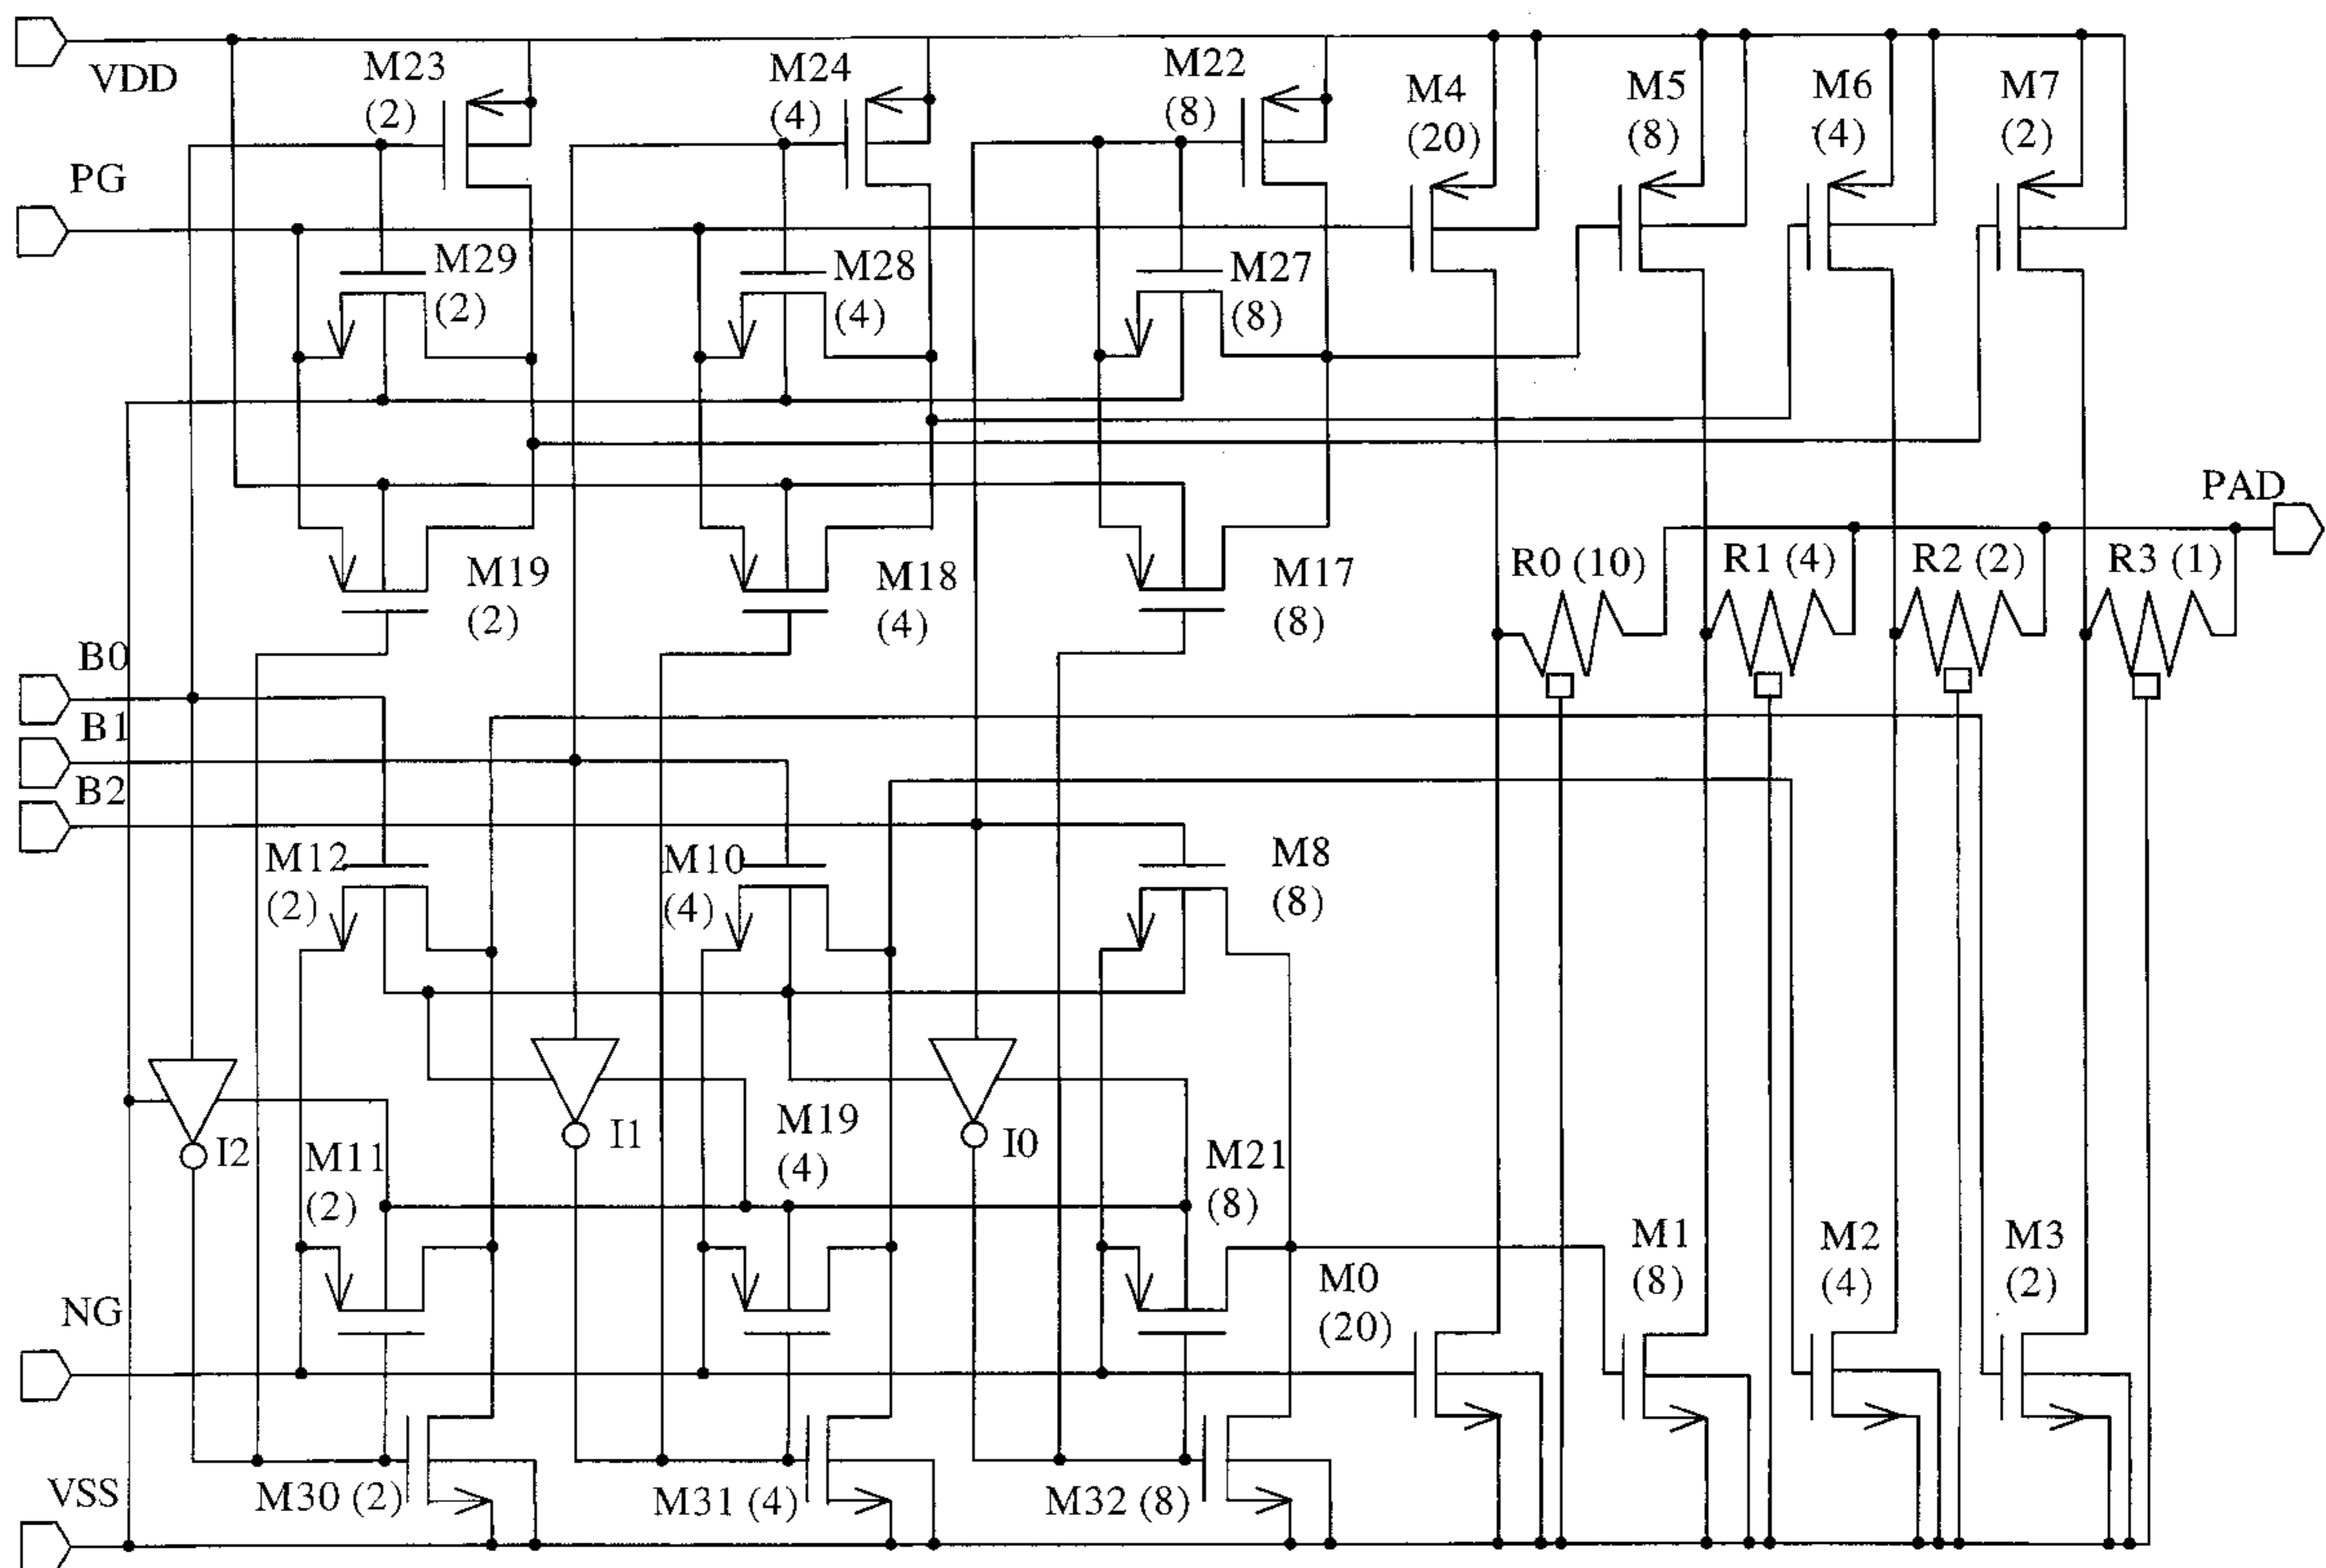 VDD
M23
(2)
M24
(4)
M22
(8)
M4
(20)
M5
(8)
M6
(4)
M7
(2)
PG
M29
(2)
M28
(4)
M27
(8)
PAD
M19
(2)
M18
(4)
M17
(8)
R0 (10)
R1 (4)
R2 (2)
R3 (1)
B0
B1
B2
M12
(2)
M10
(4)
M8
(8)
I2
I1
I0
M11
(2)
M19
(4)
M21
(8)
M0
(20)
M1
(8)
M2
(4)
M3
(2)
NG
VSS
M30 (2)
M31 (4)
M32 (8)